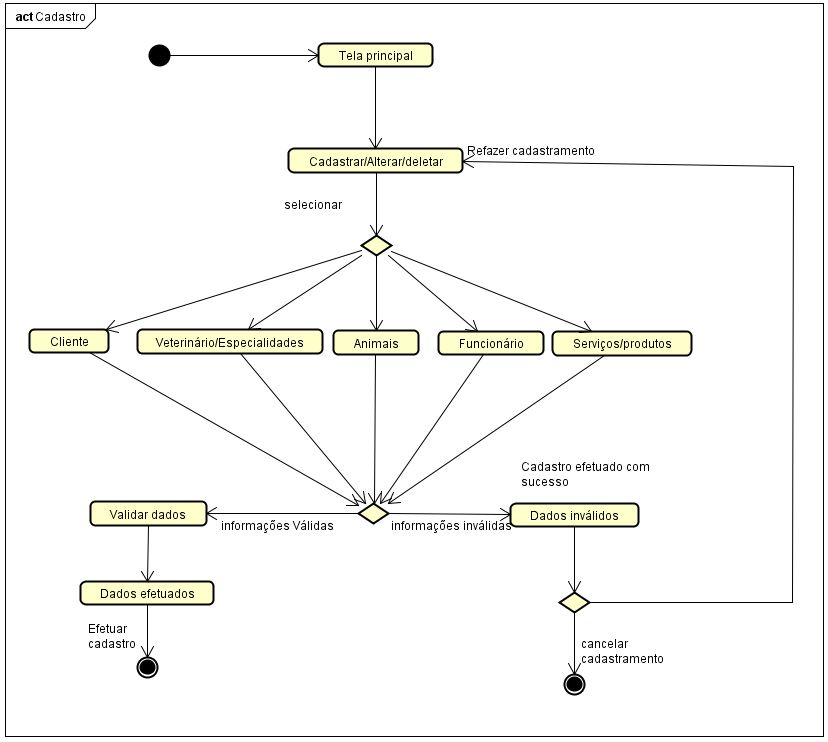 act Cadastro
Tela principal
Cadastrar/Alterar/deletar
Refazer cadastramento
selecionar
Cliente
Veterinário/Especialidades
Animais
Funcionário
Serviços/produtos
Cadastro efetuado com
sucesso
Validar dados
informações Válidas
informações inválidas
Dados inválidos
Dados efetuados
Efetuar
cadastro
cancelar
cadastramento